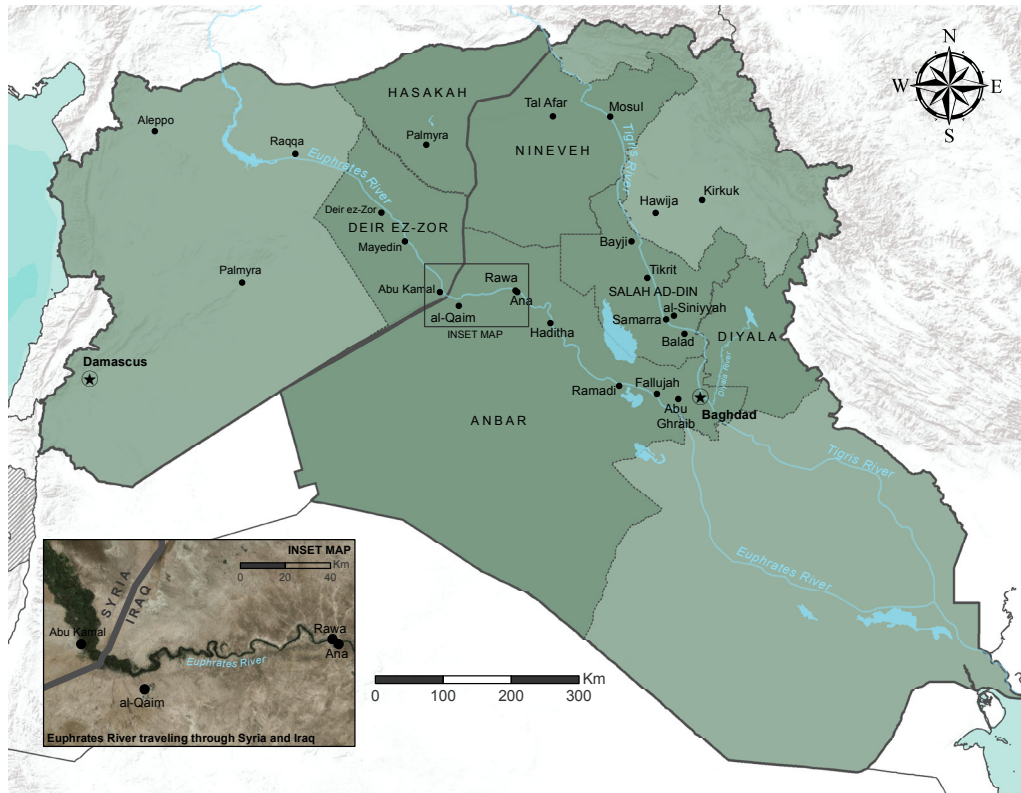 N
W
E
S
HASAKAH
Tal Afar
Mosul
Aleppo
Palmyra
Raqqa
NINEVEH
Euphrates River
Tigris River
Kirkuk
Hawija
Deir ez-Zor
DEIR EZ-ZOR
Mayedin
Bayji
Palmyra
Tikrit
Rawa
Abu Kamal
Ana
SALAH AD-DIN
al-Qaim
al-Siniyyah
Samarra
INSET MAP
Haditha
Balad
DIYALA
Damascus
Diyala River
Ramadi
Fallujah
Abu
Ghraib
Baghdad
ANBAR
Tigris River
Euphrates River
INSET MAP
Km
0 20 40
SYRIA
IRAQ
Abu Kamal
Rawa
Ana
Euphrates River
al-Qaim
Euphrates River traveling through Syria and Iraq
Km
0 100 200 300